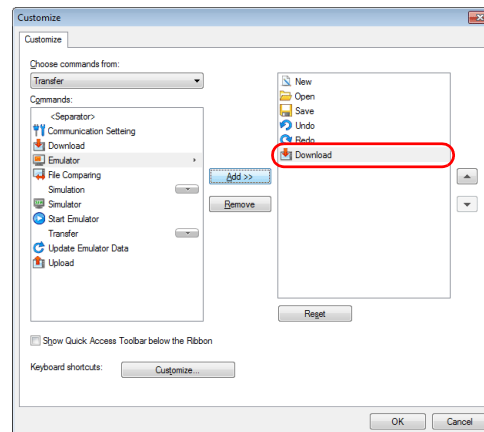 Customize
Customize
Choose commands from:
Transfer
Commands:
<Separator>
Communication Setteing
Download
Emulator
File Comparing
Simulation
Simulator
Start Emulator
Transfer
Update Emulator Data
Upload
Add >>
Remove
New
Open
Save
Undo
Redo
Download
Reset
Show Quick Access Toolbar below the Ribbon
Keyboard shortcuts:
Customize...
OK
Cancel